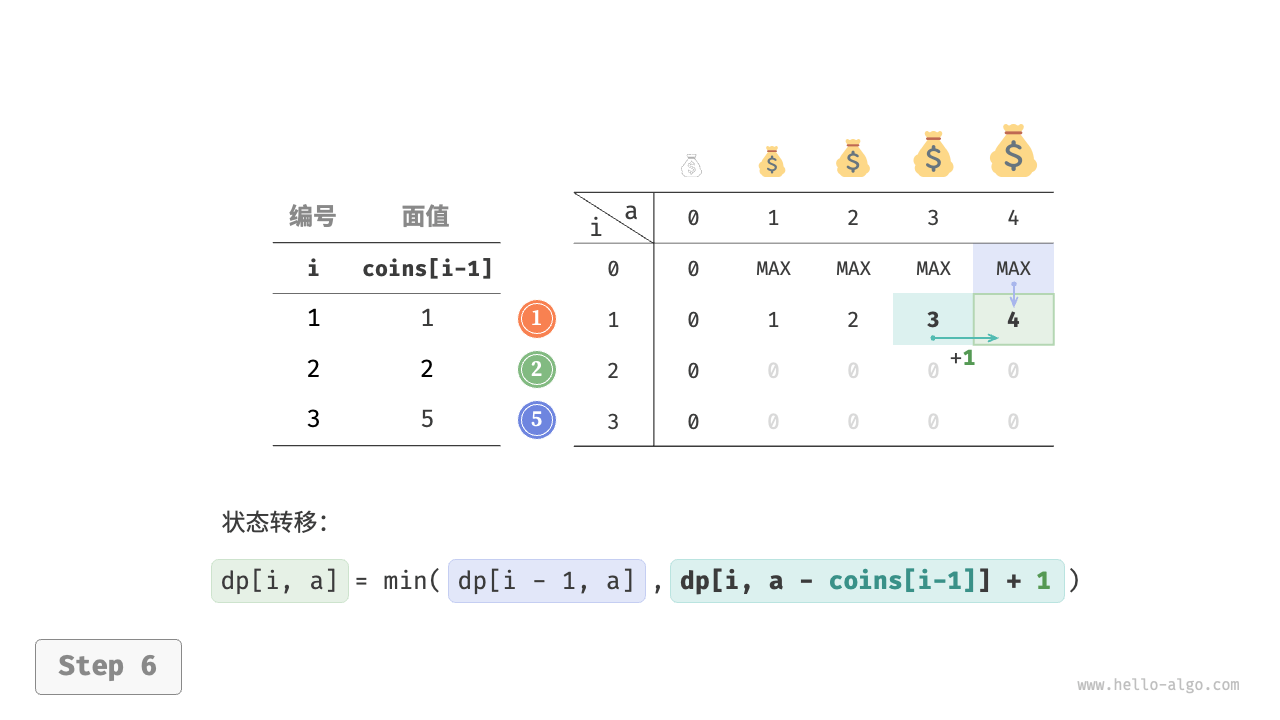 编号 面值
i coins[i-1]
1 1 1
2 2 2
3 5 5
$ $ $ $ $
a
i
0 1 2 3 4
0 0 MAX MAX MAX MAX
1 0 1 2 3 4
+1
2 0 0 0 0 0
3 0 0 0 0 0
状态转移:
dp[i, a] = min( dp[i - 1, a] , dp[i, a - coins[i-1]] + 1 )
Step 6
www.hello-algo.com